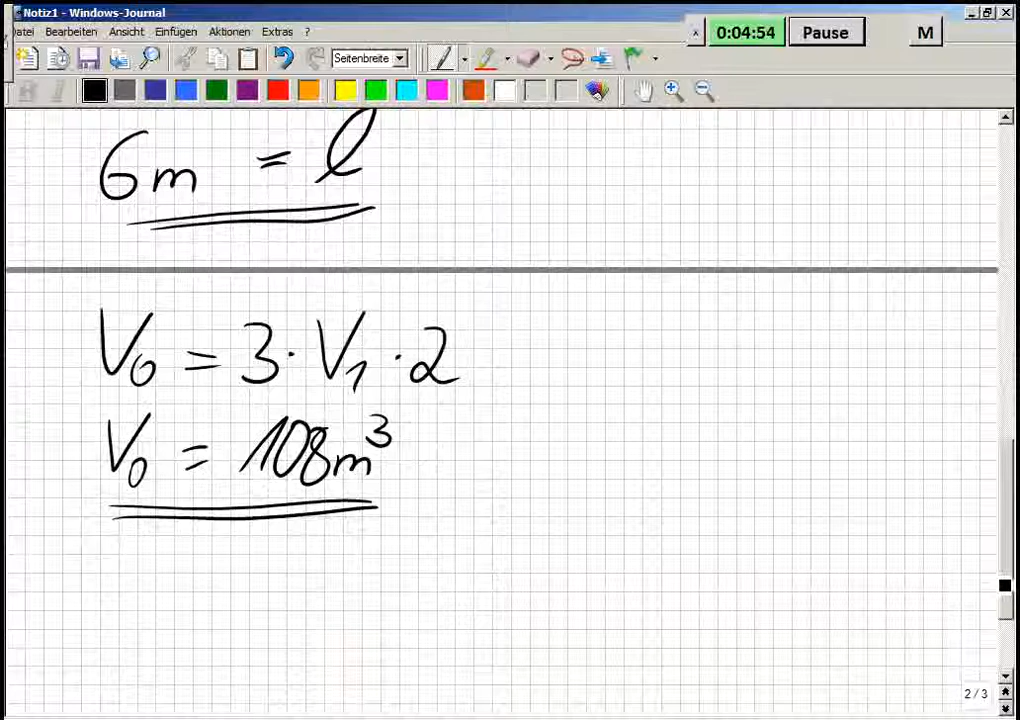 Notiz1 - Windows-Journal
Datei Bearbeiten Ansicht Aktionen Einfügen Extras ?
0:04:54 Pause M
Seitenbreite
6m = l
V₀ = 3 · V₁ · 2
V₀ = 108m³
2 / 3